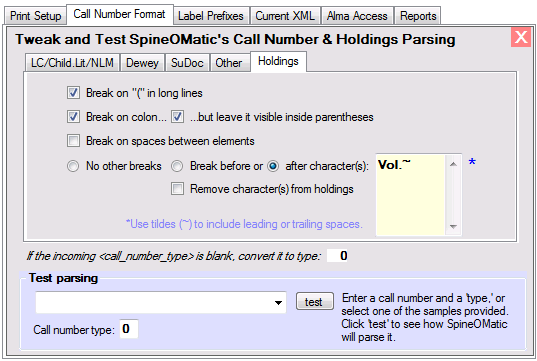 Print Setup Call Number Format Label Prefixes Current XML Alma Access Reports
Tweak and Test SpineOMatic's Call Number & Holdings Parsing X
LC/Child.Lit/NLM Dewey SuDoc Other Holdings
Break on "(" in long lines
Break on colon... ...but leave it visible inside parentheses
Break on spaces between elements
No other breaks Break before or after character(s): Vol.~ *
Remove character(s) from holdings
*Use tildes (~) to include leading or trailing spaces.
If the incoming <call_number_type> is blank, convert it to type: 0
Test parsing
test
Enter a call number and a 'type,' or
select one of the samples provided.
Click 'test' to see how SpineOMatic
will parse it.
Call number type: 0